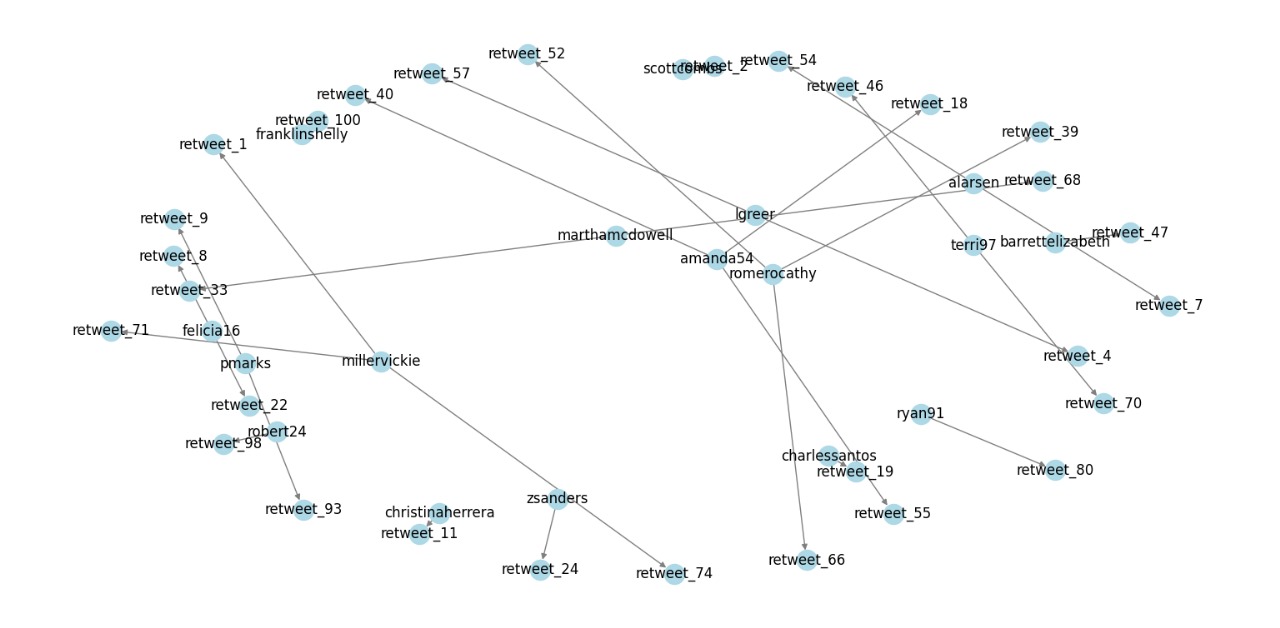 retweet_52
scottcombs
retweet_2
retweet_54
retweet_57
retweet_46
retweet_40
retweet_18
retweet_100
franklinshelly
retweet_39
retweet_1
alarsen
retweet_68
retweet_9
lgreer
marthamcdowell
retweet_47
terri97
barrettelizabeth
retweet_8
amanda54
romerocathy
retweet_33
retweet_7
retweet_71
felicia16
retweet_4
pmarks
millervickie
retweet_22
retweet_70
ryan91
robert24
retweet_98
charlessantos
retweet_19
retweet_80
zsanders
retweet_93
christinaherrera
retweet_55
retweet_11
retweet_66
retweet_24
retweet_74